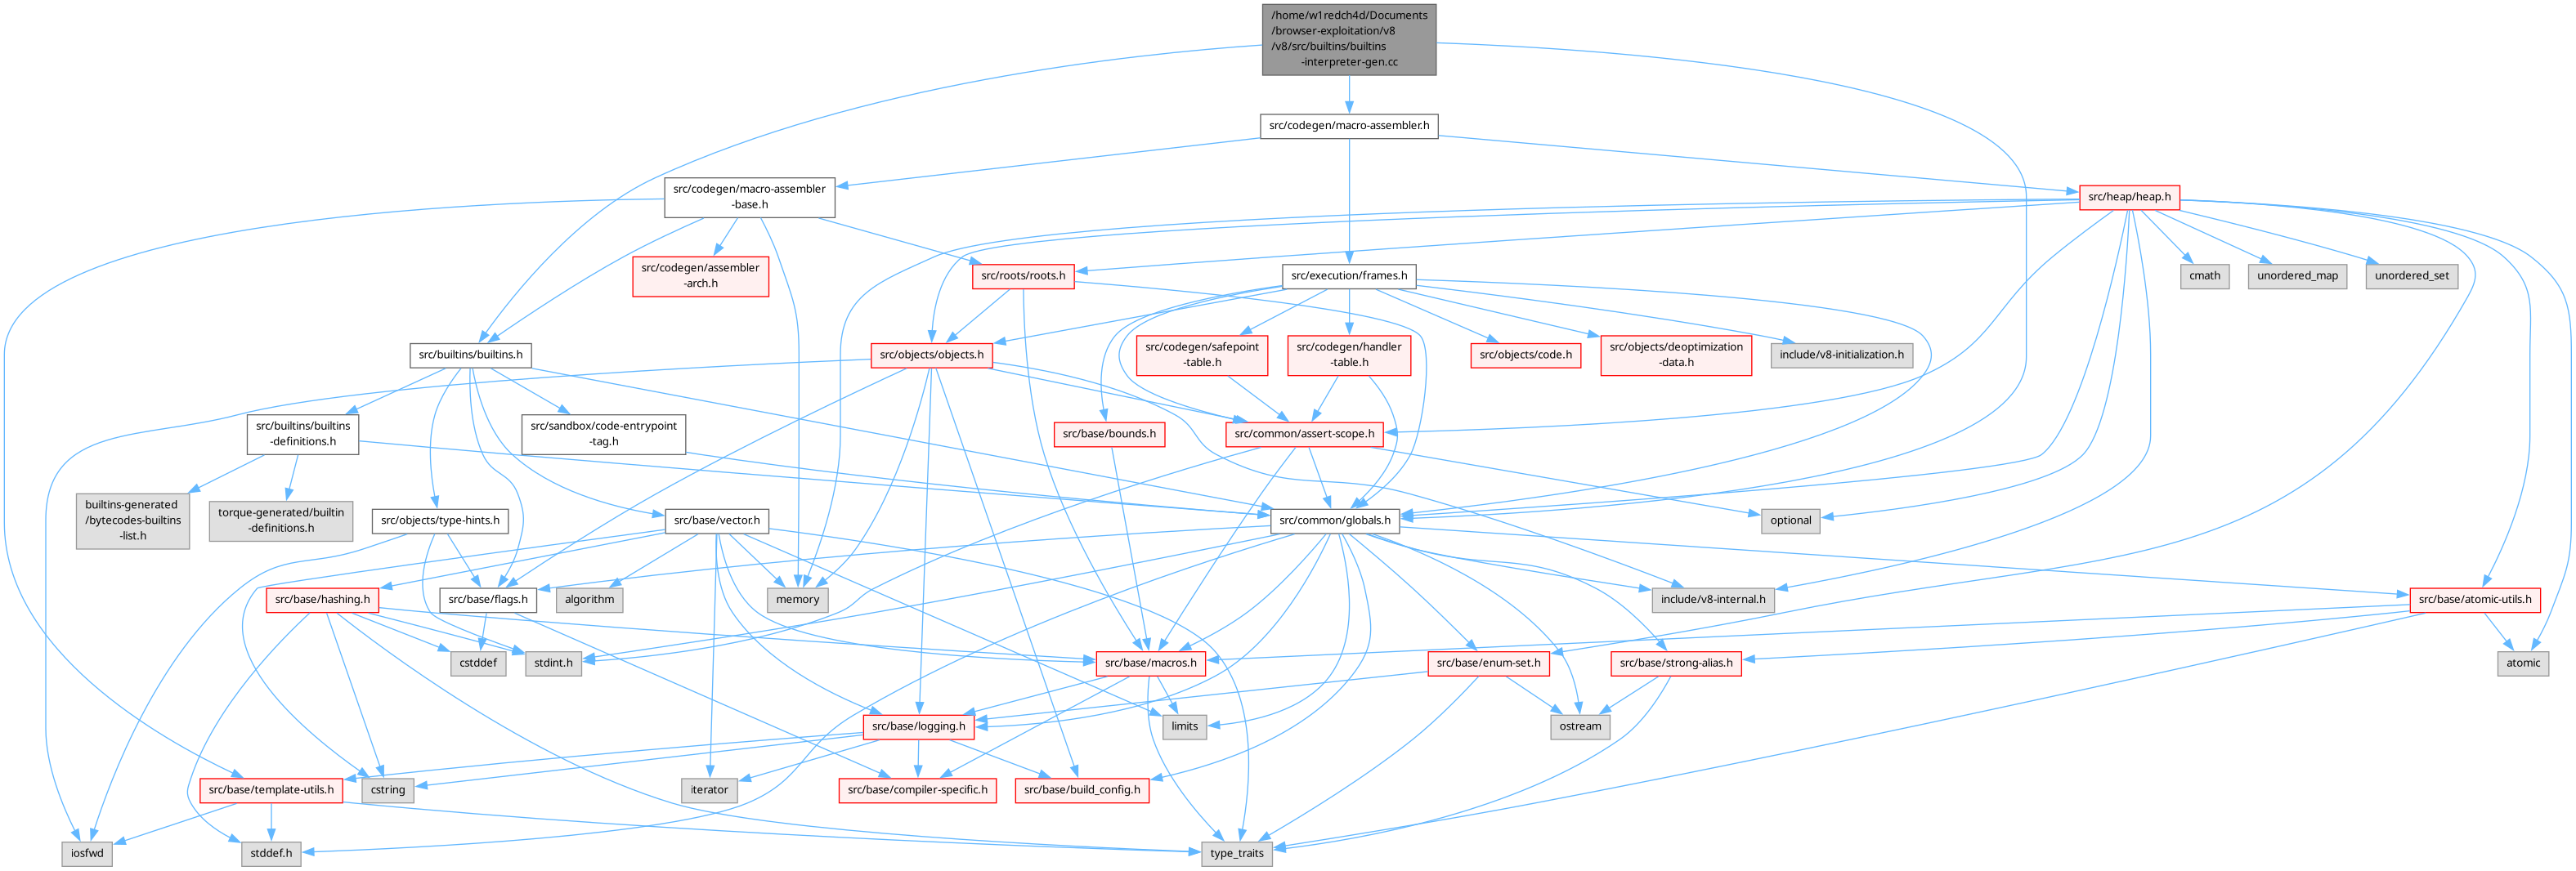 /home/w1redch4d/Documents
/browser-exploitation/v8
/v8/src/builtins/builtins
-interpreter-gen.cc
src/codegen/macro-assembler.h
src/codegen/macro-assembler
-base.h
src/heap/heap.h
src/codegen/assembler
-arch.h
src/roots/roots.h
src/execution/frames.h
cmath
unordered_map
unordered_set
src/builtins/builtins.h
src/objects/objects.h
src/codegen/safepoint
-table.h
src/codegen/handler
-table.h
src/objects/code.h
src/objects/deoptimization
-data.h
include/v8-initialization.h
src/builtins/builtins
-definitions.h
src/sandbox/code-entrypoint
-tag.h
src/base/bounds.h
src/common/assert-scope.h
builtins-generated
/bytecodes-builtins
-list.h
torque-generated/builtin
-definitions.h
src/objects/type-hints.h
src/base/vector.h
src/common/globals.h
optional
src/base/hashing.h
src/base/flags.h
algorithm
memory
include/v8-internal.h
src/base/atomic-utils.h
cstddef
stdint.h
src/base/macros.h
src/base/enum-set.h
src/base/strong-alias.h
atomic
src/base/logging.h
limits
ostream
src/base/template-utils.h
cstring
iterator
src/base/compiler-specific.h
src/base/build_config.h
iosfwd
stddef.h
type_traits